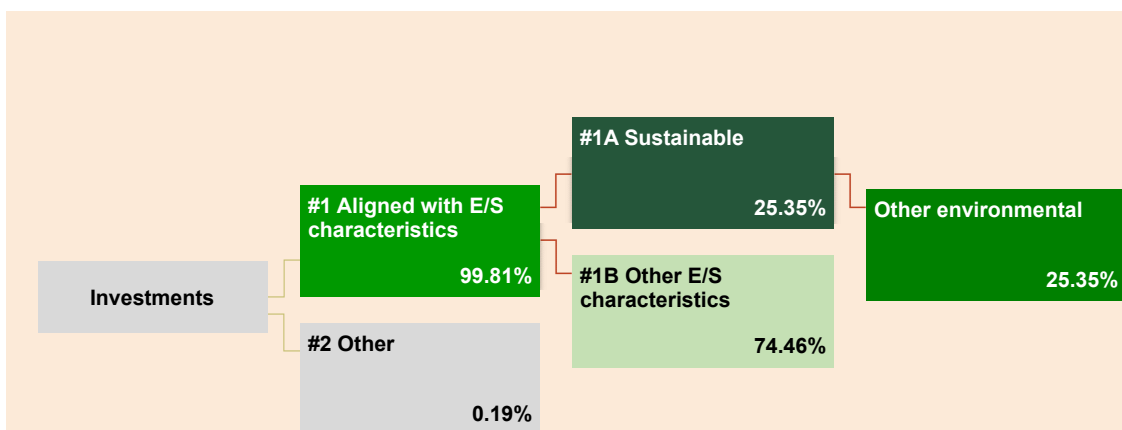 #1A Sustainable
25.35%
#1 Aligned with E/S
characteristics
99.81%
Other environmental
25.35%
Investments
#1B Other E/S
characteristics
74.46%
#2 Other
0.19%